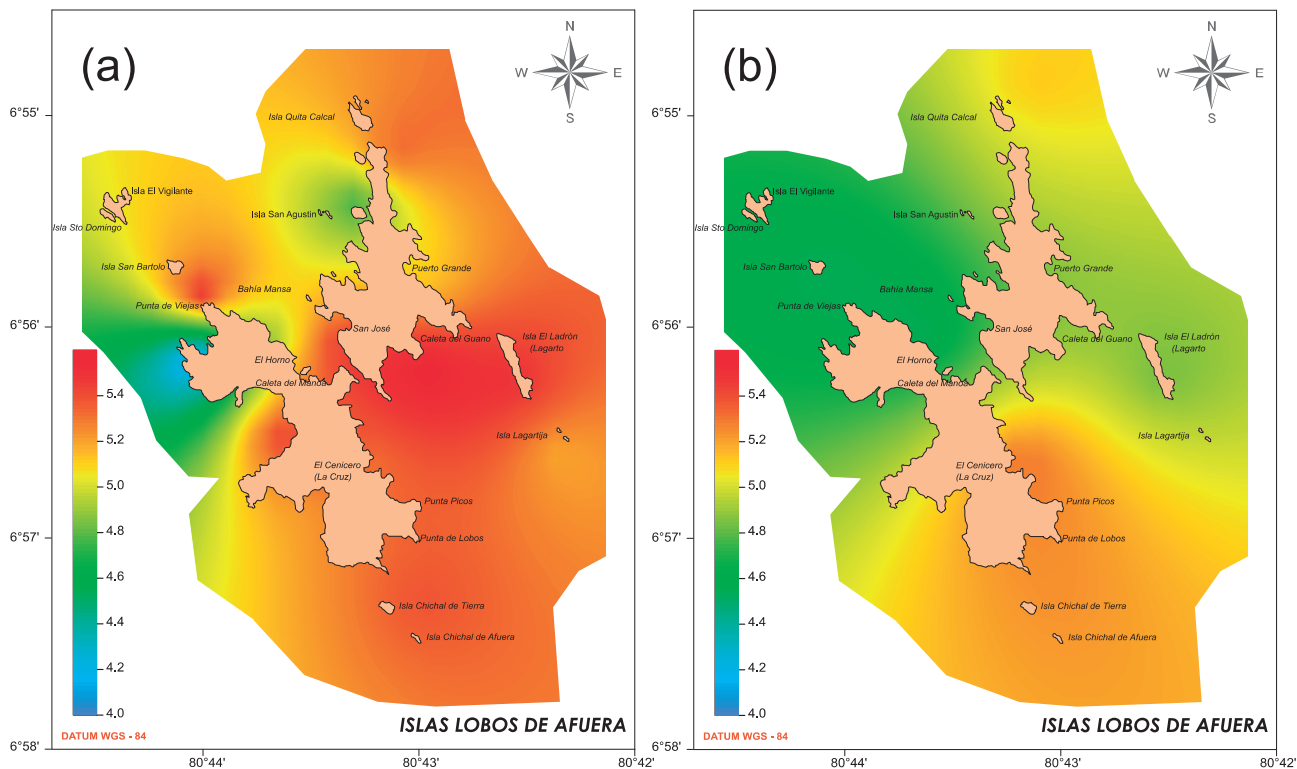 (a)
N
W E
S
6°55'
6°56'
6°57'
6°58'
Isla Quita Calcal
Isla El Vigilante
Isla San Agustin
Isla Sto Domingo
Isla San Bartolo
Puerto Grande
Bahía Mansa
Punta de Viejas
San José
Caleta del Guano
Isla El Ladrón
(Lagarto
El Horno
Caleta del Manoa
Isla Lagartija
El Cenicero
(La Cruz)
Punta Picos
Punta de Lobos
Isla Chichal de Tierra
Isla Chichal de Afuera
5.4
5.2
5.0
4.8
4.6
4.4
4.2
4.0
ISLAS LOBOS DE AFUERA
DATUM WGS - 84
80°44'
80°43'
80°42'
(b)
N
W E
S
6°55'
6°56'
6°57'
6°58'
Isla Quita Calcal
Isla El Vigilante
Isla San Agustin
Isla Sto Domingo
Isla San Bartolo
Puerto Grande
Bahía Mansa
Punta de Viejas
San José
Caleta del Guano
Isla El Ladrón
(Lagarto
El Horno
Caleta del Manoa
Isla Lagartija
El Cenicero
(La Cruz)
Punta Picos
Punta de Lobos
Isla Chichal de Tierra
Isla Chichal de Afuera
5.4
5.2
5.0
4.8
4.6
4.4
4.2
4.0
ISLAS LOBOS DE AFUERA
DATUM WGS - 84
80°44'
80°43'
80°42'